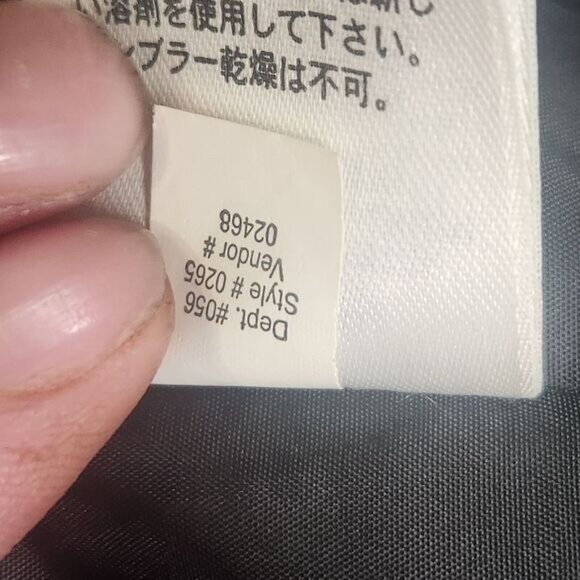 い溶剤を使用して下さい。
ンブラー乾燥は不可。
Dept. #056
Style # 0265
Vendor #
02468